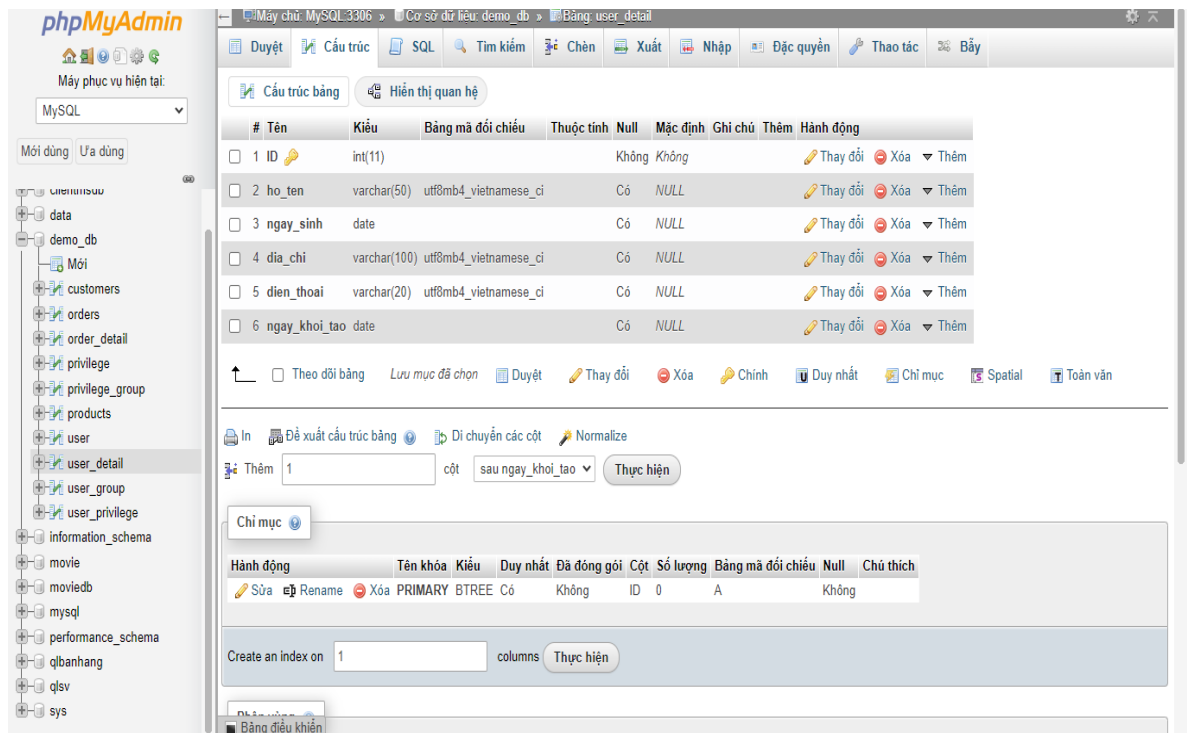 phpMyAdmin
Máy phục vụ hiện tại:
MySQL
Mới dùng Ưa dùng
clientmsdb
data
demo_db
Mới
customers
orders
order_detail
privilege
privilege_group
products
user
user_detail
user_group
user_privilege
information_schema
movie
moviedb
mysql
performance_schema
qlbanhang
qlsv
sys
Máy chủ: MySQL:3306 » Cơ sở dữ liệu: demo_db » Bảng: user_detail
Duyệt Cấu trúc SQL Tìm kiếm Chèn Xuất Nhập Đặc quyền Thao tác Bẫy
Cấu trúc bảng Hiển thị quan hệ
# Tên Kiểu Bảng mã đối chiếu Thuộc tính Null Mặc định Ghi chú Thêm Hành động
1 ID int(11) Không Không Thay đổi Xóa Thêm
2 ho_ten varchar(50) utf8mb4_vietnamese_ci Có NULL Thay đổi Xóa Thêm
3 ngay_sinh date Có NULL Thay đổi Xóa Thêm
4 dia_chi varchar(100) utf8mb4_vietnamese_ci Có NULL Thay đổi Xóa Thêm
5 dien_thoai varchar(20) utf8mb4_vietnamese_ci Có NULL Thay đổi Xóa Thêm
6 ngay_khoi_tao date Có NULL Thay đổi Xóa Thêm
Theo dõi bảng Lưu mục đã chọn Duyệt Thay đổi Xóa Chính Duy nhất Chỉ mục Spatial Toàn văn
In Đề xuất cấu trúc bảng Di chuyển các cột Normalize
Thêm 1 cột sau ngay_khoi_tao Thực hiện
Chỉ mục
Hành động Tên khóa Kiểu Duy nhất Đã đóng gói Cột Số lượng Bảng mã đối chiếu Null Chú thích
Sửa Rename Xóa PRIMARY BTREE Có Không ID 0 A Không
Create an index on 1 columns Thực hiện
Phân vùng
Bảng điều khiển